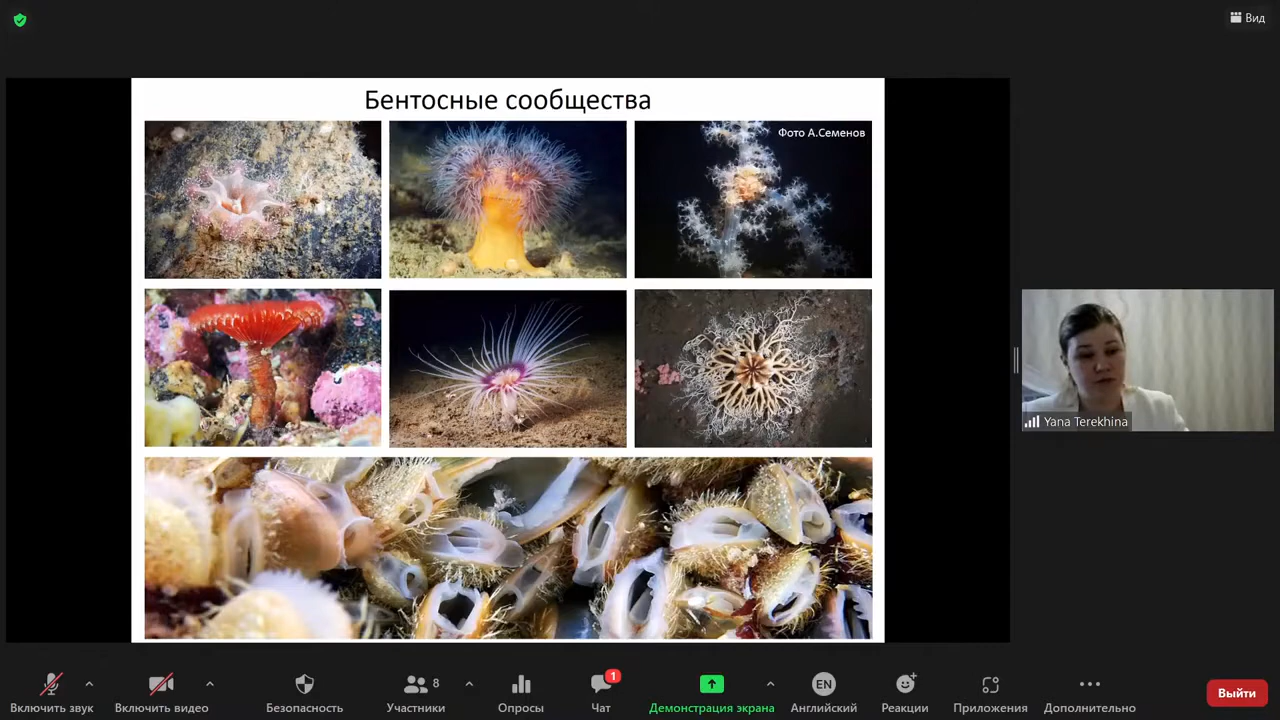 Вид
Бентосные сообщества
Фото А.Семенов
Yana Terekhina
8
1
EN
Включить звук
Включить видео
Безопасность
Участники
Опросы
Чат
Демонстрация экрана
Английский
Реакции
Приложения
Дополнительно
Выйти